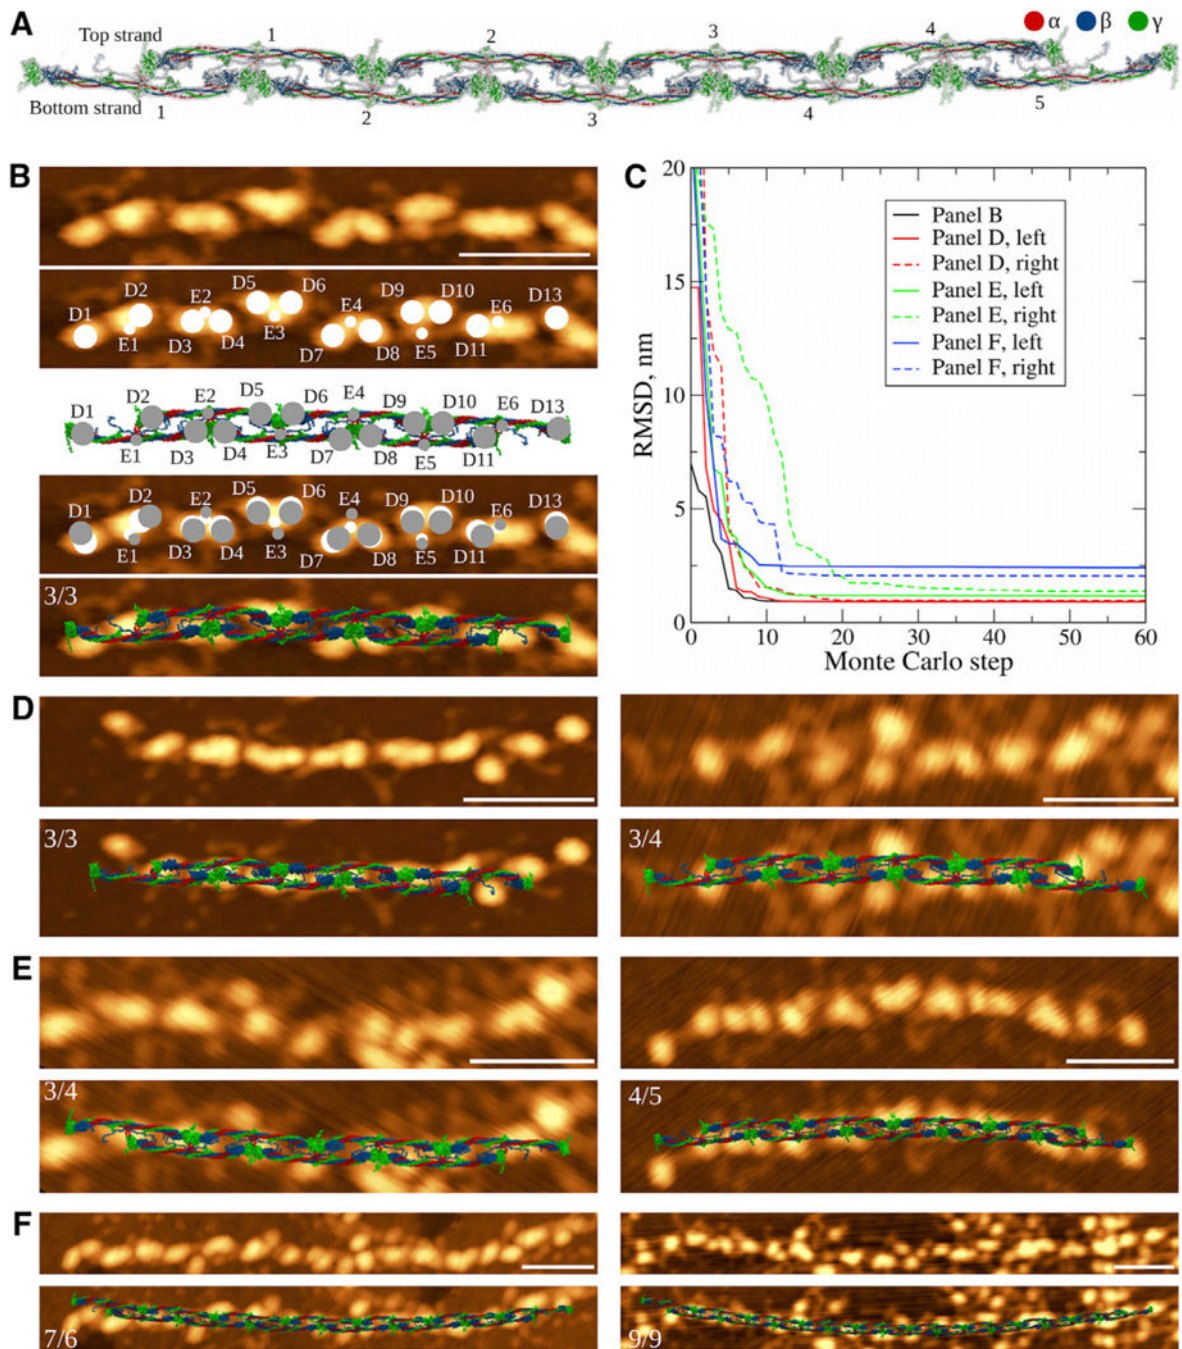 A
Top strand 1 2 3 4 α β γ
Bottom strand 1 2 3 4 5
B
D1 D2 E1 E2 D3 D4 D5 D6 E3 E4 D7 D8 D9 D10 E5 D11 E6 D13
D1 D2 E1 E2 D3 D4 D5 D6 E3 E4 D7 D8 D9 D10 E5 D11 E6 D13
D1 D2 E1 E2 D3 D4 D5 D6 E3 E4 D7 D8 D9 D10 E5 D11 E6 D13
3/3
C
20
15
10
5
0
RMSD, nm
Panel B
Panel D, left
Panel D, right
Panel E, left
Panel E, right
Panel F, left
Panel F, right
0 10 20 30 40 50 60
Monte Carlo step
D
3/3 3/4
E
3/4 4/5
F
7/6 9/9